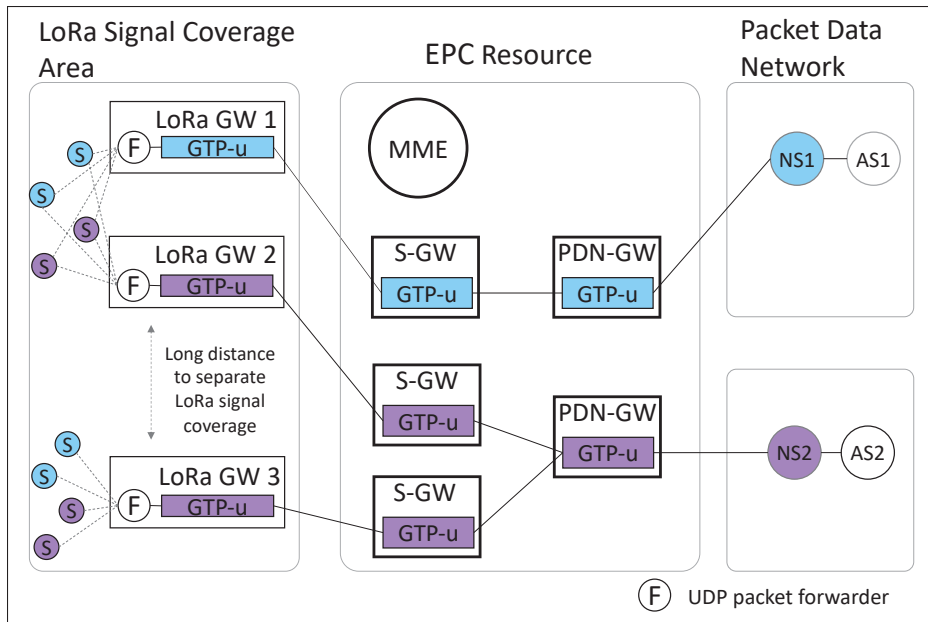 LoRa Signal Coverage
Area
EPC Resource
Packet Data
Network
LoRa GW 1
F
GTP-u
S
S
S
S
LoRa GW 2
F
GTP-u
Long distance
to separate
LoRa signal
coverage
S
S
S
S
LoRa GW 3
F
GTP-u
MME
S-GW
GTP-u
PDN-GW
GTP-u
S-GW
GTP-u
S-GW
GTP-u
PDN-GW
GTP-u
NS1
AS1
NS2
AS2
F UDP packet forwarder